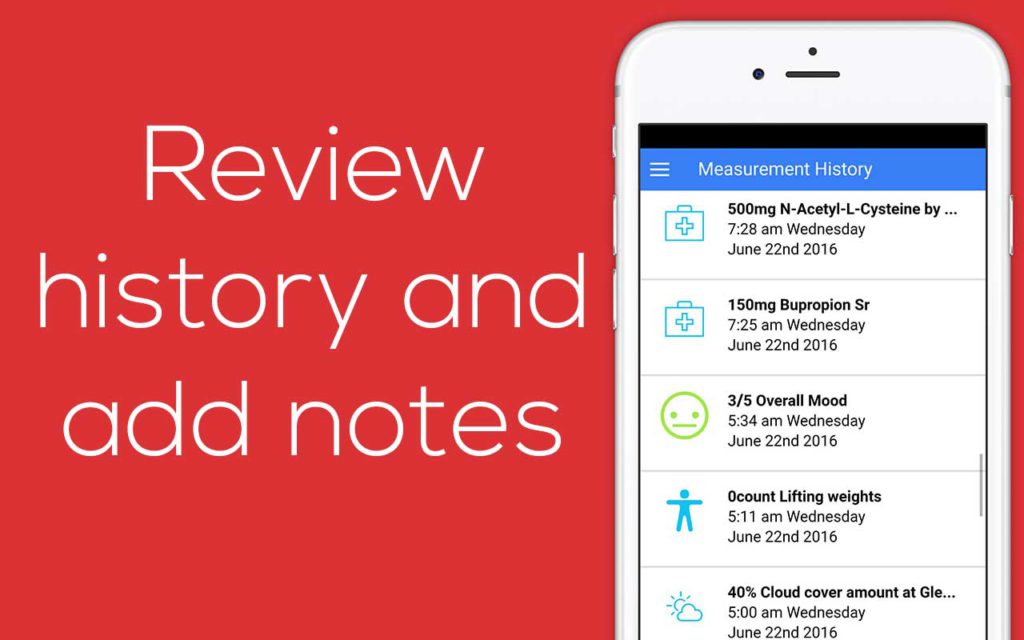 Review
history and
add notes
Measurement History
500mg N-Acetyl-L-Cysteine by ...
7:28 am Wednesday
June 22nd 2016
150mg Bupropion Sr
7:25 am Wednesday
June 22nd 2016
3/5 Overall Mood
5:34 am Wednesday
June 22nd 2016
0count Lifting weights
5:11 am Wednesday
June 22nd 2016
40% Cloud cover amount at Gle...
5:00 am Wednesday
June 22nd 2016